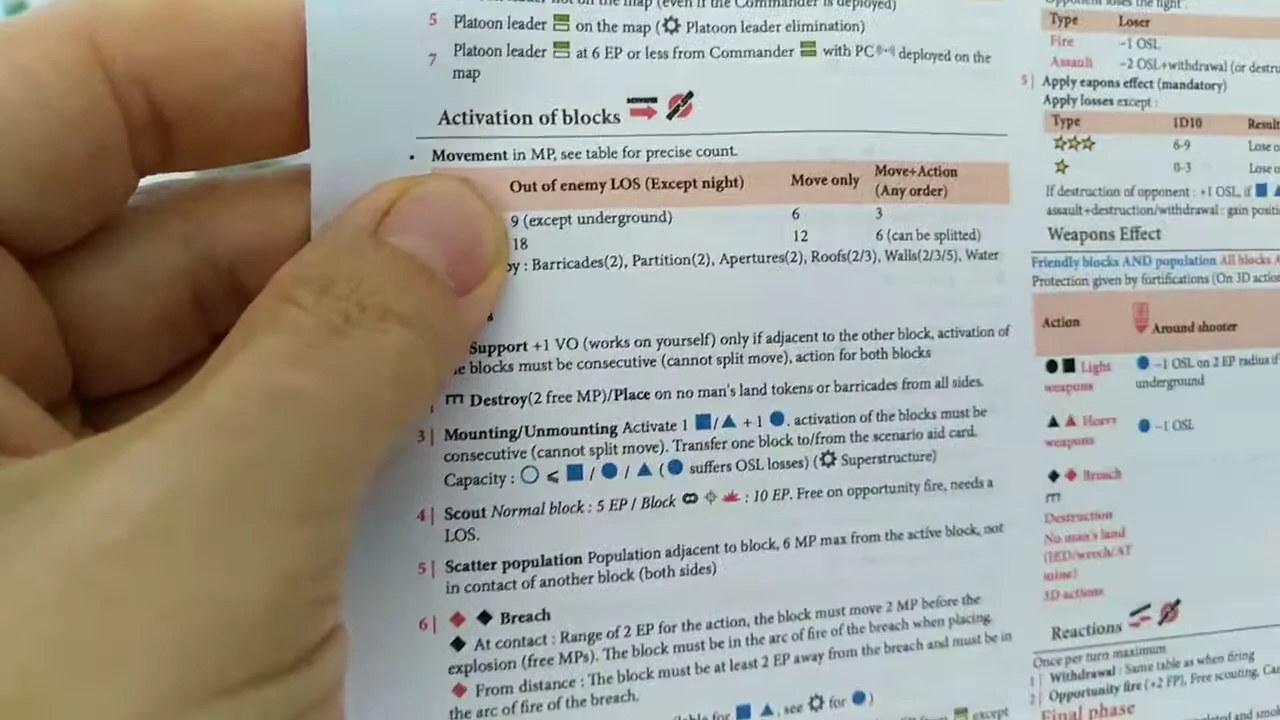 on the map (even if the Commander is deployed)
5 Platoon leader on the map ( Platoon leader elimination)
7 Platoon leader at 6 EP or less from Commander with PC deployed on the
map
Activation of blocks
• Movement in MP, see table for precise count.
Out of enemy LOS (Except night) Move only Move+Action
(Any order)
9 (except underground) 6 3
18 12 6 (can be splitted)
: Barricades(2), Partition(2), Apertures(2), Roofs(2/3), Walls(2/3/5), Water
Support +1 VO (works on yourself) only if adjacent to the other block, activation of
blocks must be consecutive (cannot split move), action for both blocks
Destroy(2 free MP)/Place on no man's land tokens or barricades from all sides.
3| Mounting/Unmounting Activate 1 / + 1 . activation of the blocks must be
consecutive (cannot split move). Transfer one block to/from the scenario aid card.
Capacity : ⩽ / / ( suffers OSL losses) ( Superstructure)
4| Scout Normal block : 5 EP / Block : 10 EP. Free on opportunity fire, needs a
LOS.
5| Scatter population Population adjacent to block, 6 MP max from the active block, not
in contact of another block (both sides)
6| Breach
At contact : Range of 2 EP for the action, the block must move 2 MP before the
explosion (free MPs). The block must be in the arc of fire of the breach when placing.
From distance : The block must be at least 2 EP away from the breach and must be in
the arc of fire of the breach.
for , see for )
except
Opponent loses the fight
Type Loser
Fire −1 OSL
Assault −2 OSL+withdrawal (or
5| Apply eapons effect (mandatory)
Apply losses except :
Type 1D10
6-9 Lose
0-3 Lose
If destruction of opponent : +1 OSL, if
assault+destruction/withdrawal : gain
Weapons Effect
Friendly blocks AND population All blocks
Protection given by fortifications (On 3D
Action Around shooter
Light
weapons
−1 OSL on 2 EP radius if
underground
Heavy
weapons
−1 OSL
Breach
Destruction
No man's land
(IED/wrech/AT
mine)
3D actions
Reactions
Once per turn maximum
1| Withdrawal : Same table as when firing
2| Opportunity fire (+2 FP), Free scouting,
Final phase